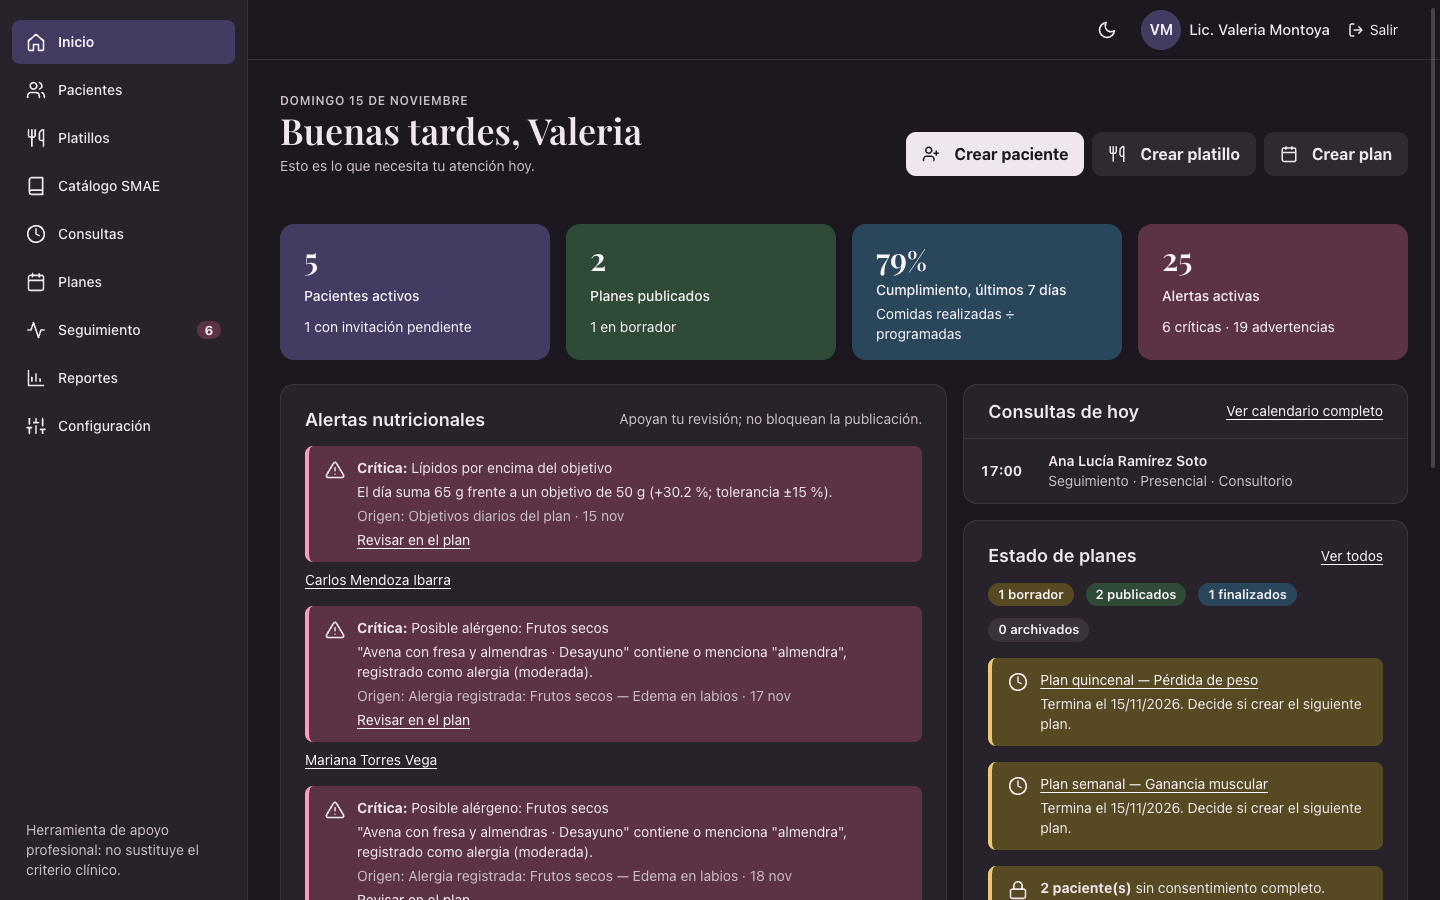 Inicio
Pacientes
Platillos
Catálogo SMAE
Consultas
Planes
Seguimiento 6
Reportes
Configuración
Herramienta de apoyo
profesional: no sustituye el
criterio clínico.
VM Lic. Valeria Montoya Salir
DOMINGO 15 DE NOVIEMBRE
Buenas tardes, Valeria
Esto es lo que necesita tu atención hoy.
Crear paciente
Crear platillo
Crear plan
5
Pacientes activos
1 con invitación pendiente
2
Planes publicados
1 en borrador
79%
Cumplimiento, últimos 7 días
Comidas realizadas ÷
programadas
25
Alertas activas
6 críticas · 19 advertencias
Alertas nutricionales
Apoyan tu revisión; no bloquean la publicación.
Crítica: Lípidos por encima del objetivo
El día suma 65 g frente a un objetivo de 50 g (+30.2 %; tolerancia ±15 %).
Origen: Objetivos diarios del plan · 15 nov
Revisar en el plan
Carlos Mendoza Ibarra
Crítica: Posible alérgeno: Frutos secos
"Avena con fresa y almendras · Desayuno" contiene o menciona "almendra",
registrado como alergia (moderada).
Origen: Alergia registrada: Frutos secos — Edema en labios · 17 nov
Revisar en el plan
Mariana Torres Vega
Crítica: Posible alérgeno: Frutos secos
"Avena con fresa y almendras · Desayuno" contiene o menciona "almendra",
registrado como alergia (moderada).
Origen: Alergia registrada: Frutos secos — Edema en labios · 18 nov
Revisar en el plan
Consultas de hoy
Ver calendario completo
17:00
Ana Lucía Ramírez Soto
Seguimiento · Presencial · Consultorio
Estado de planes
Ver todos
1 borrador
2 publicados
1 finalizados
0 archivados
Plan quincenal — Pérdida de peso
Termina el 15/11/2026. Decide si crear el siguiente
plan.
Plan semanal — Ganancia muscular
Termina el 15/11/2026. Decide si crear el siguiente
plan.
2 paciente(s) sin consentimiento completo.